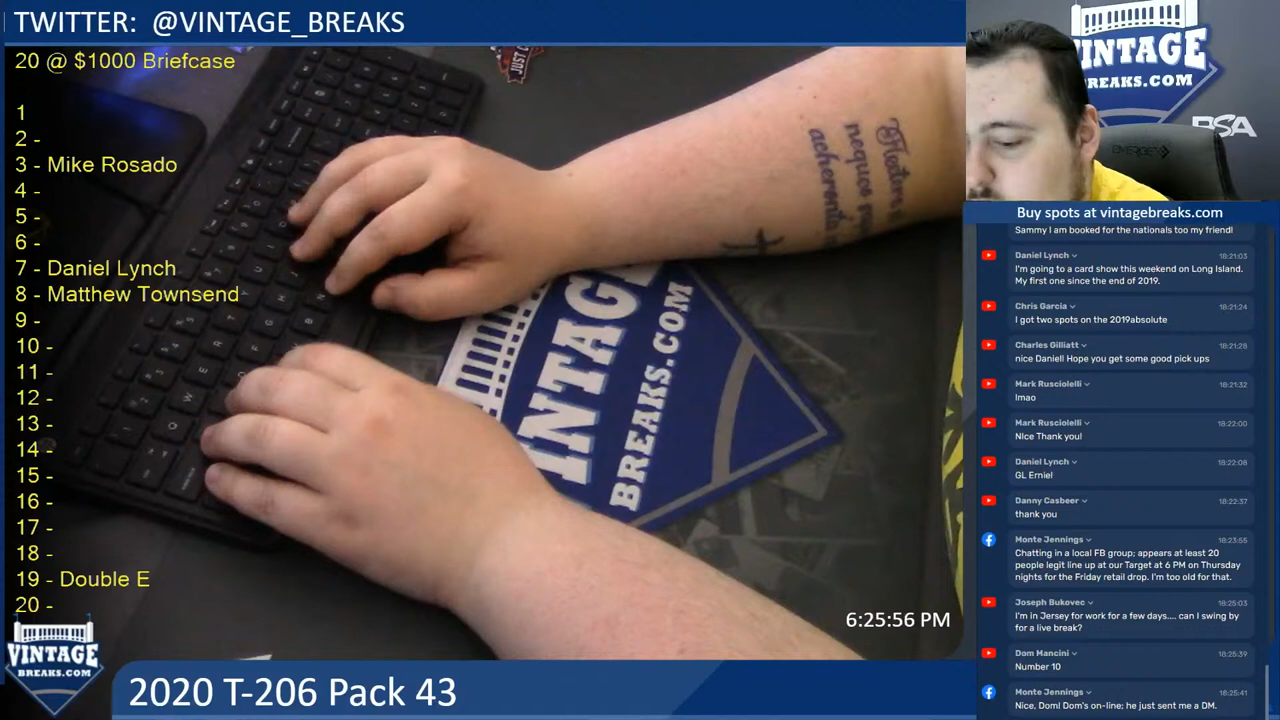 TWITTER: @VINTAGE_BREAKS
20 @ $1000 Briefcase
1
2 -
3 - Mike Rosado
4 -
5 -
6 -
7 - Daniel Lynch
8 - Matthew Townsend
9 -
10 -
11 -
12 -
13 -
14 -
15 -
16 -
17 -
18 -
19 - Double E
20 -
JUST
neque
acheronta
VINTAGE
BREAKS.COM
6:25:56 PM
VINTAGE
BREAKS.COM
2020 T-206 Pack 43
VINTAGE
BREAKS.COM
PSA
EMERGE
Buy spots at vintagebreaks.com
Sammy I am booked for the nationals too my friend!
Daniel Lynch 18:21:03
I'm going to a card show this weekend on Long Island.
My first one since the end of 2019.
Chris Garcia 18:21:24
I got two spots on the 2019absolute
Charles Gilliatt 18:21:28
nice Daniel! Hope you get some good pick ups
Mark Rusciolelli 18:21:32
lmao
Mark Rusciolelli 18:22:00
NIce Thank you!
Daniel Lynch 18:22:08
GL Ernie!
Danny Casbeer 18:22:37
thank you
Monte Jennings 18:23:55
Chatting in a local FB group; appears at least 20
people legit line up at our Target at 6 PM on Thursday
nights for the Friday retail drop. I'm too old for that.
Joseph Bukovec 18:25:03
I'm in Jersey for work for a few days.... can I swing by
for a live break?
Dom Mancini 18:25:39
Number 10
Monte Jennings 18:25:41
Nice, Dom! Dom's on-line; he just sent me a DM.